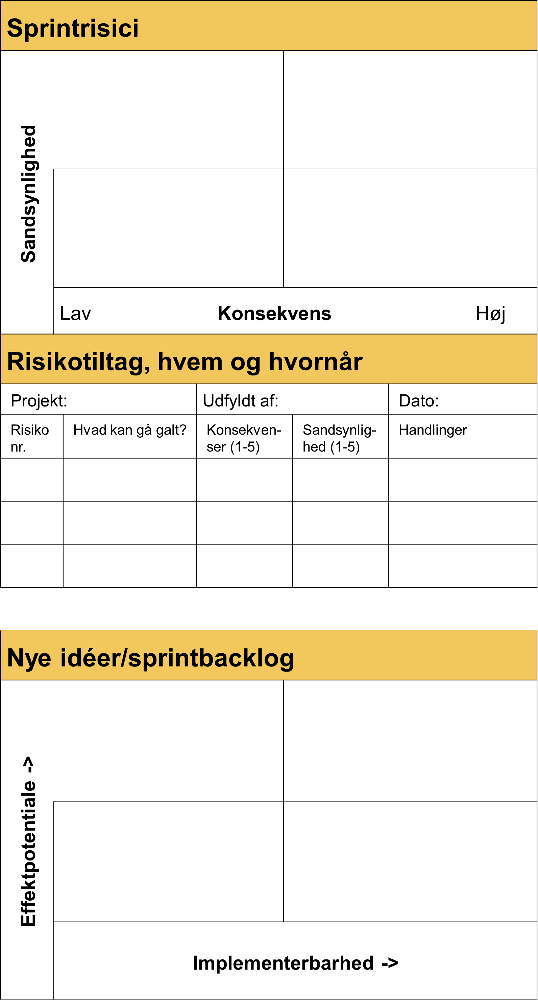 Sprintrisici
Sandsynlighed
Lav Konsekvens Høj
Risikotiltag, hvem og hvornår
Projekt: Udfyldt af: Dato:
Risiko nr.
Hvad kan gå galt?
Konsekven-
ser (1-5)
Sandsynlig-
hed (1-5)
Handlinger
Nye idéer/sprintbacklog
Effektpotentiale ->
Implementerbarhed ->